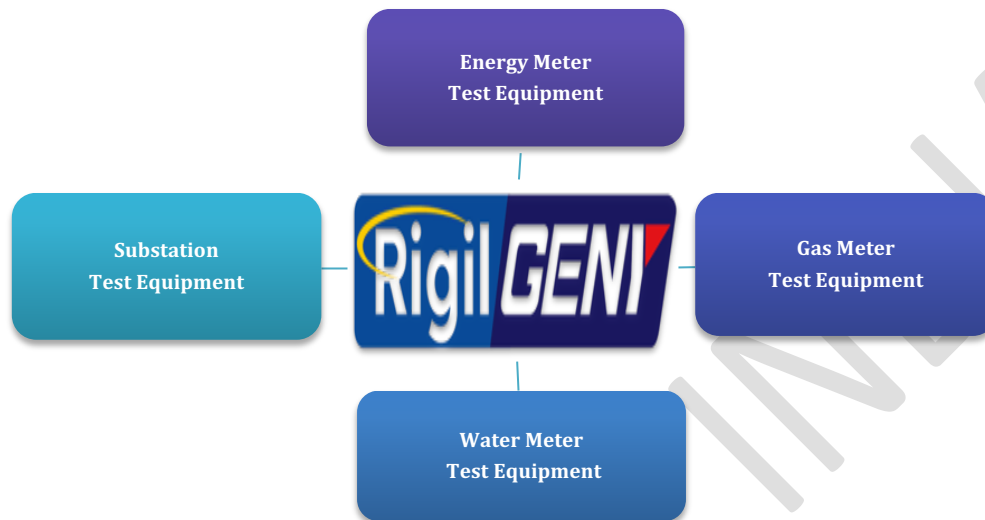 Energy Meter
Test Equipment
Substation
Test Equipment
Rigil GENI
Gas Meter
Test Equipment
Water Meter
Test Equipment